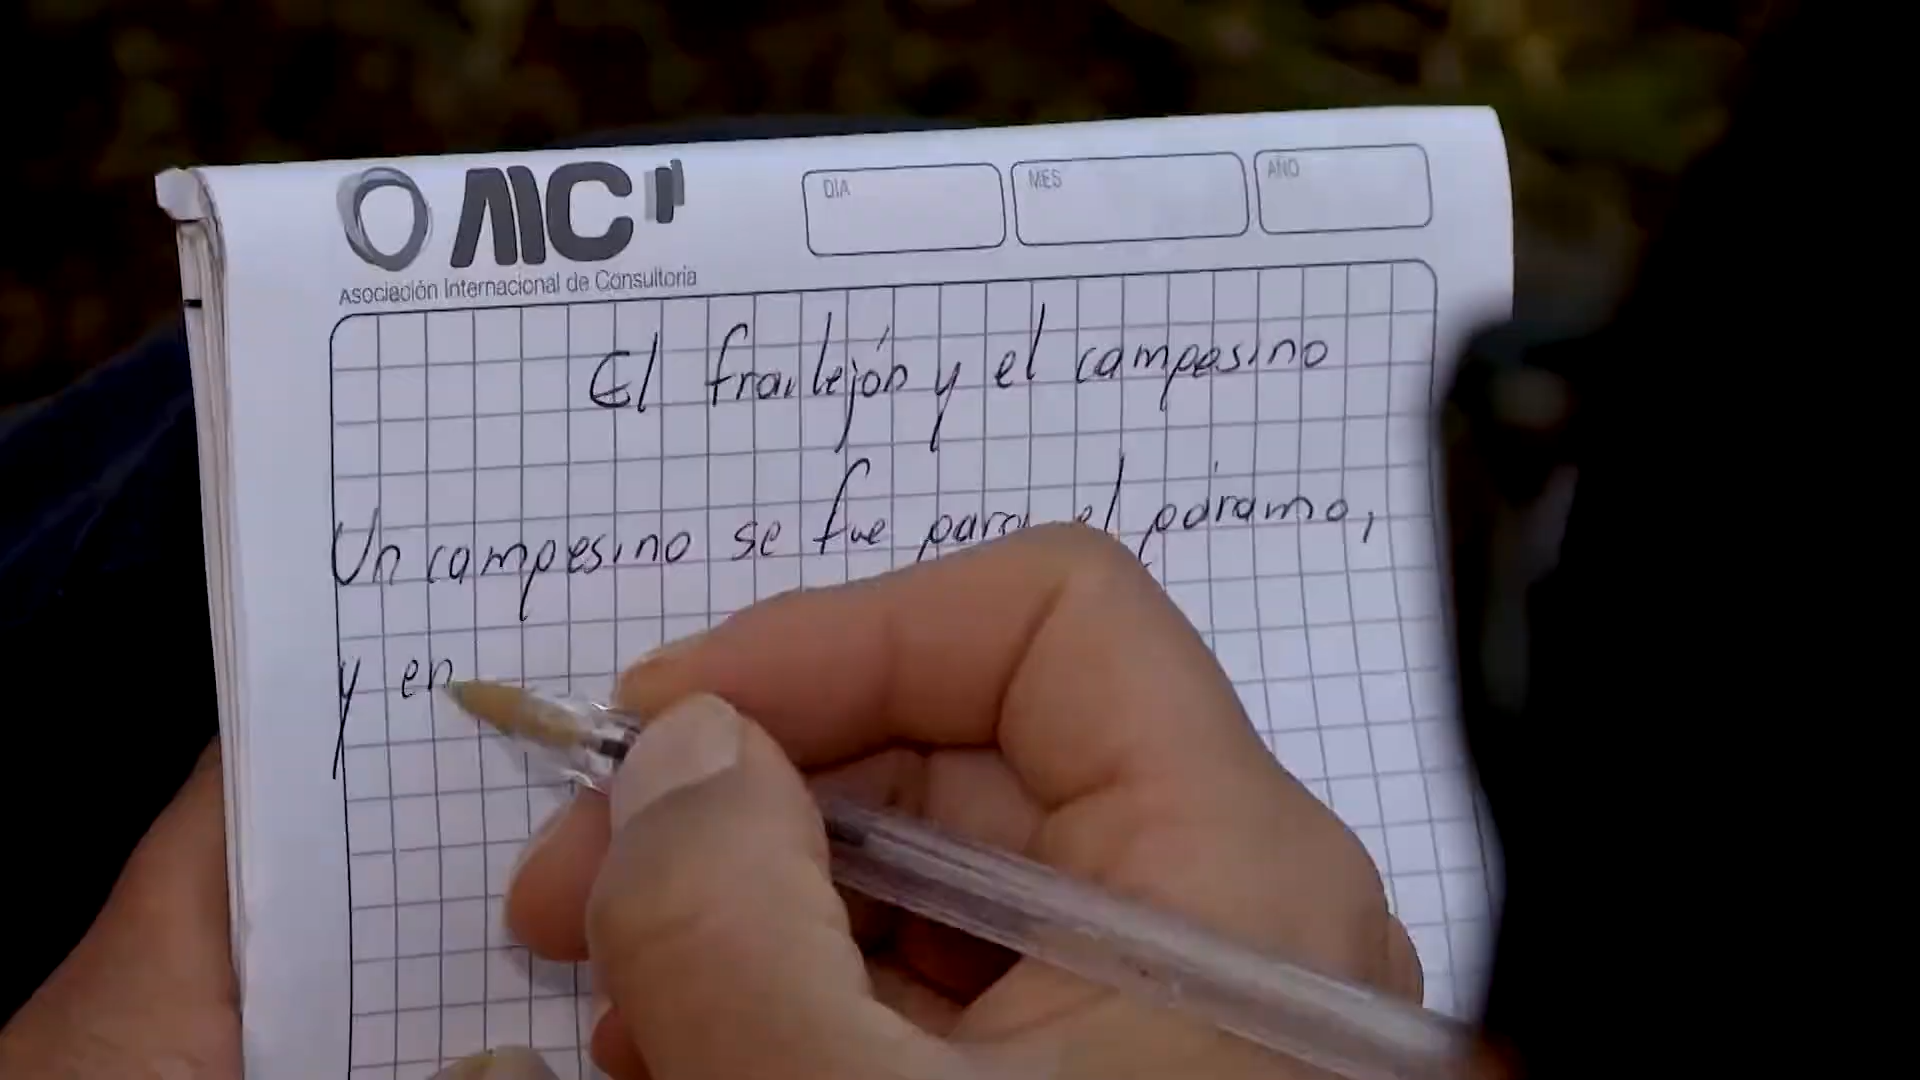 AIC
Asociación Internacional de Consultoria
DIA MES AÑO
El frailejón y el campesino
Un campesino se fue para el páramo,
y en